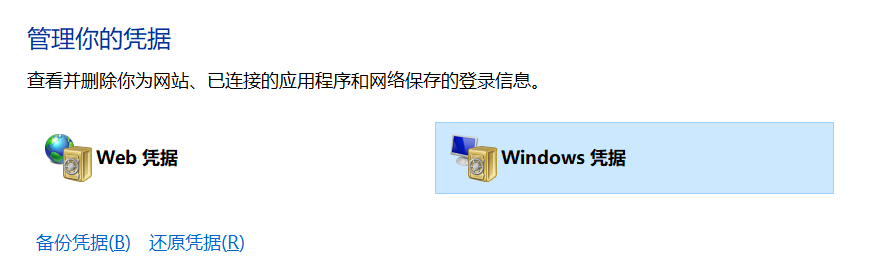 管理你的凭据
查看并删除你为网站、已连接的应用程序和网络保存的登录信息。
Web 凭据
Windows 凭据
备份凭据(B) 还原凭据(R)